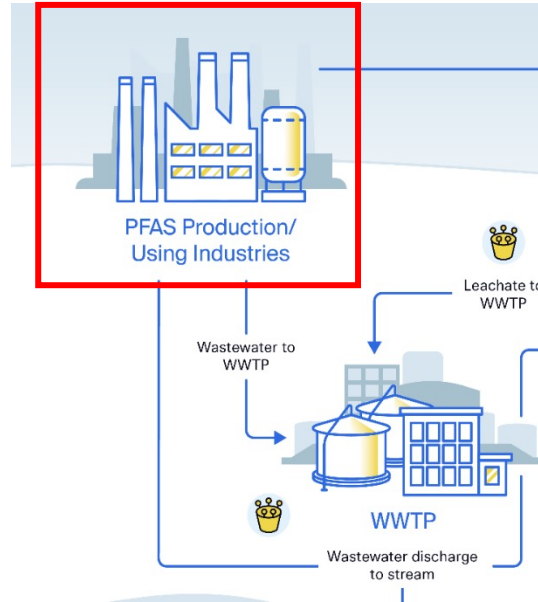 PFAS Production/
Using Industries
Leachate to
WWTP
Wastewater to
WWTP
WWTP
Wastewater discharge
to stream